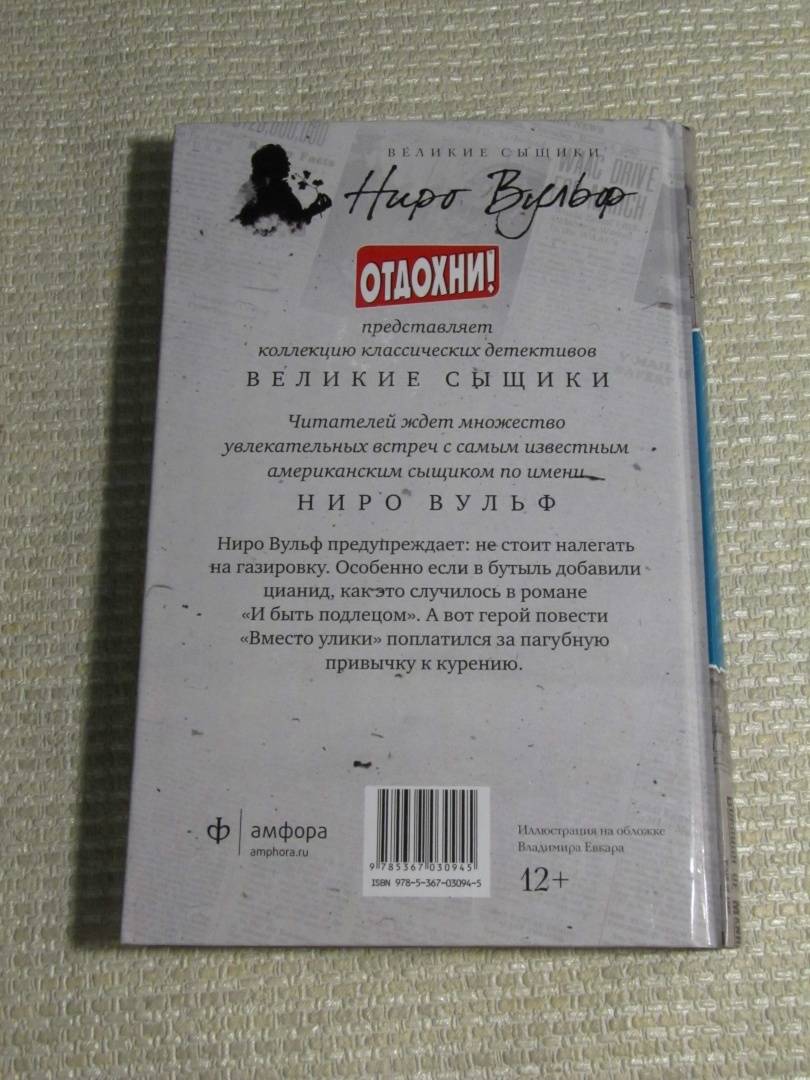 ВЕЛИКИЕ СЫЩИКИ
Ниро Вульф
ОТДОХНИ!
представляет
коллекцию классических детективов
ВЕЛИКИЕ СЫЩИКИ
Читателей ждет множество
увлекательных встреч с самым известным
американским сыщиком по имени
НИРО ВУЛЬФ
Ниро Вульф предупреждает: не стоит налегать
на газировку. Особенно если в бутыль добавили
цианид, как это случилось в романе
«И быть подлецом». А вот герой повести
«Вместо улики» поплатился за пагубную
привычку к курению.
ф | амфора
amphora.ru
9 785367 030945
ISBN 978-5-367-03094-5
Иллюстрация на обложке
Владимира Евкара
12+